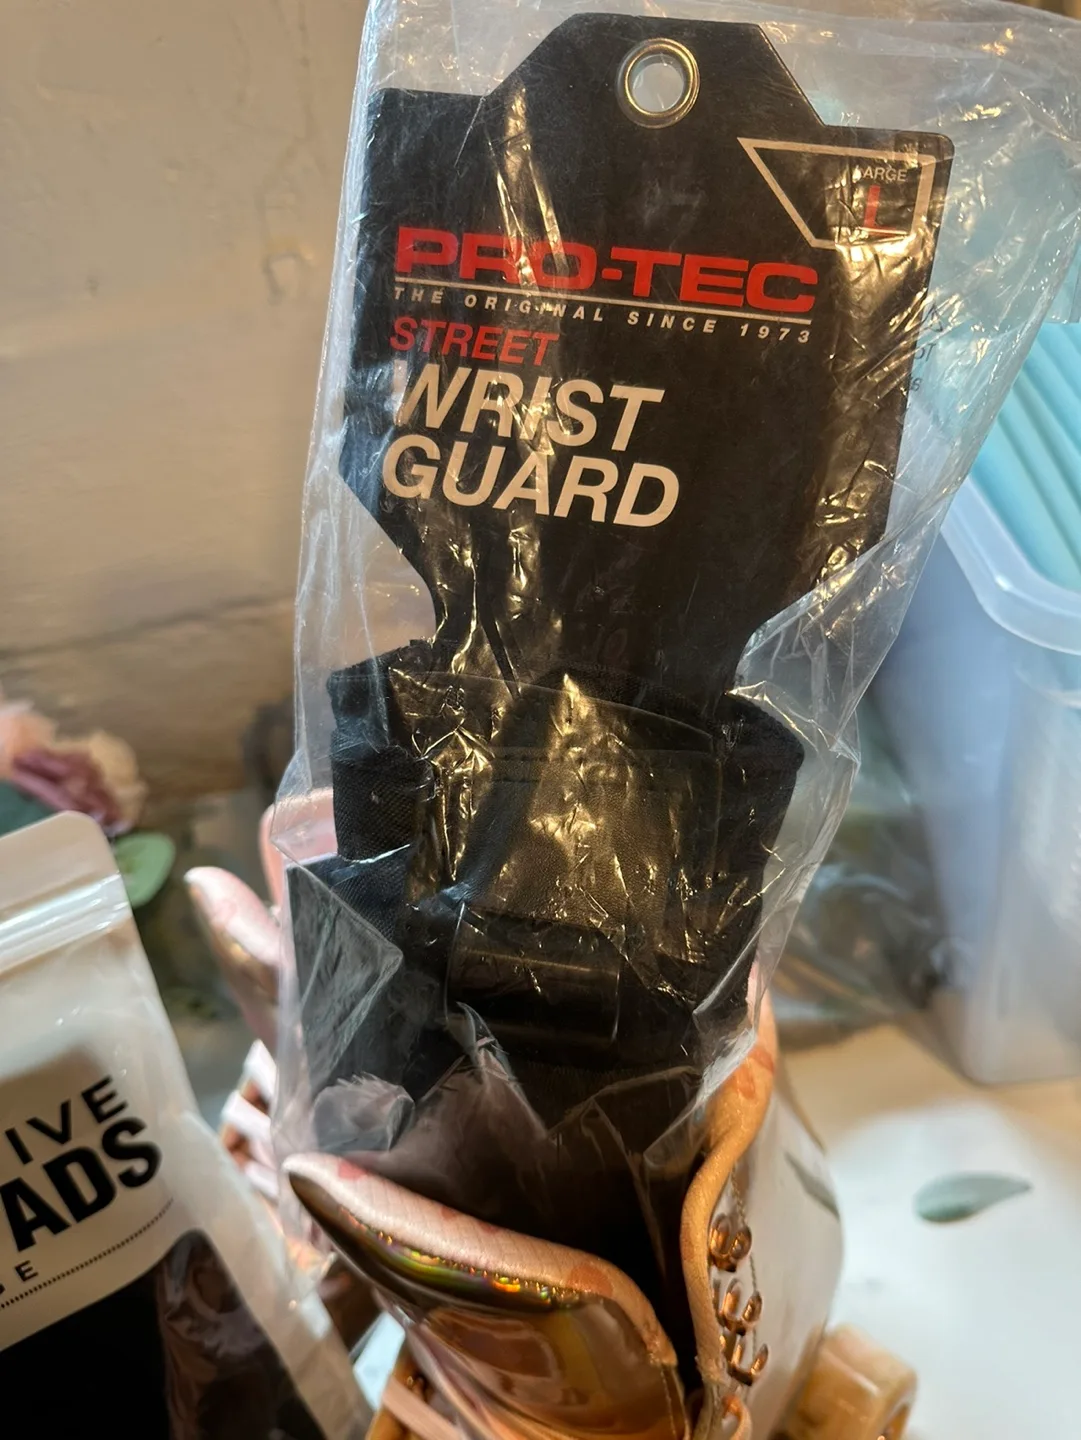 ARGE
L
PRO-TEC
THE ORIGINAL SINCE 1973
STREET
WRIST
GUARD
IVE
ADS